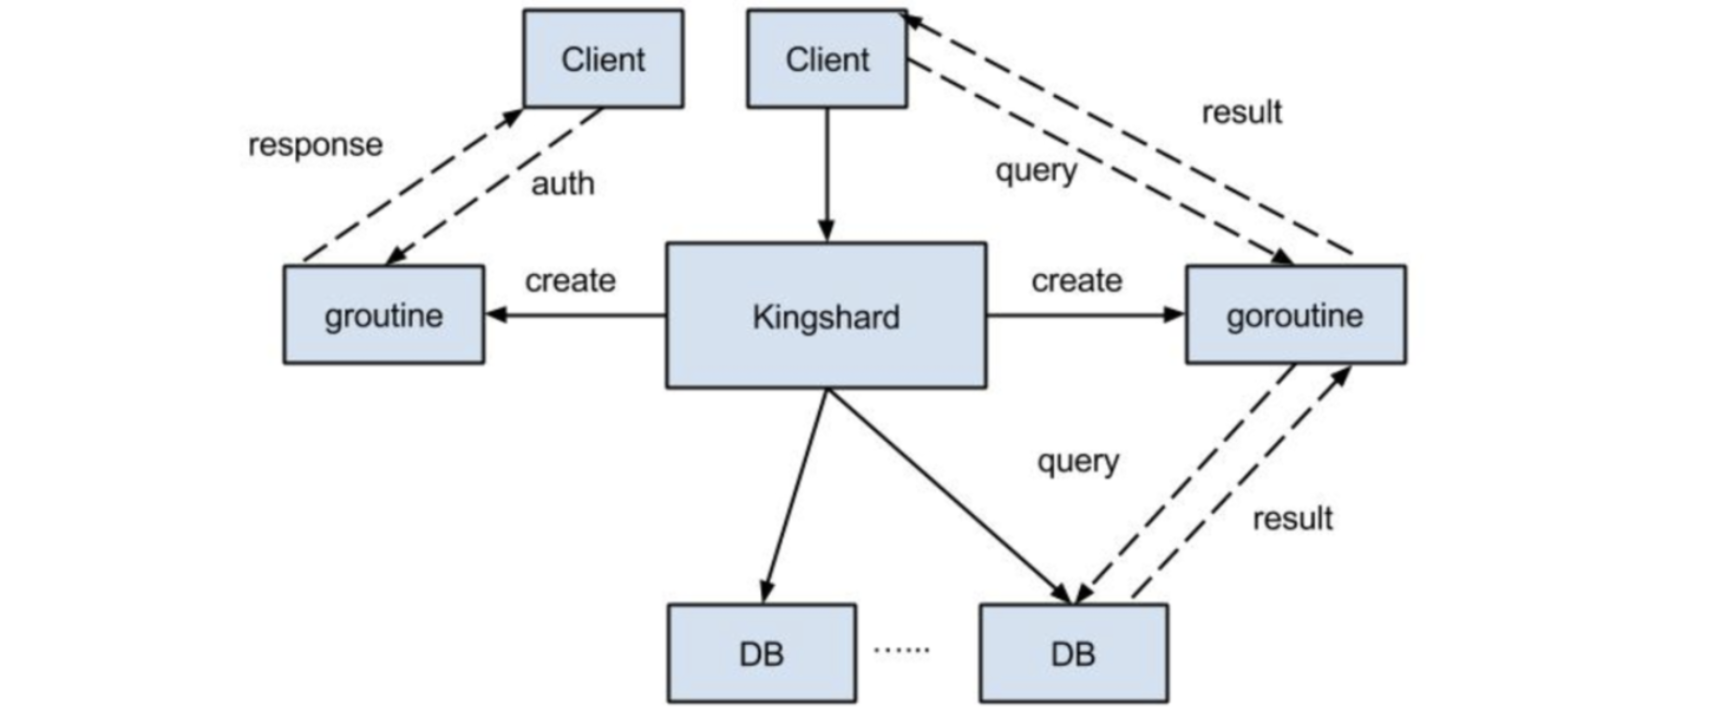 Client
Client
result
response
query
auth
create
create
groutine
Kingshard
goroutine
query
result
DB
......
DB